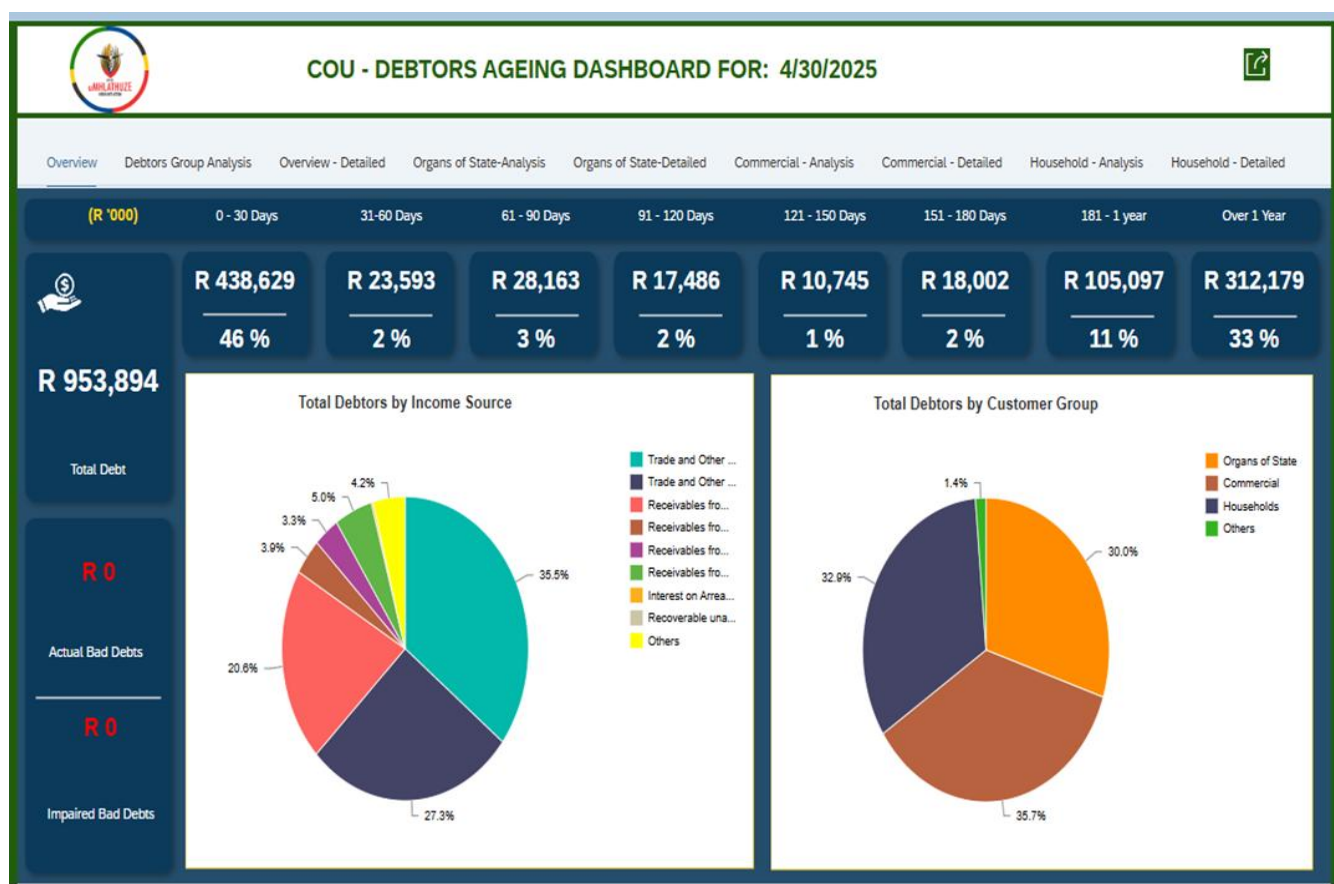 uMHLATHUZE
COU - DEBTORS AGEING DASHBOARD FOR: 4/30/2025
Overview Debtors Group Analysis Overview - Detailed Organs of State-Analysis Organs of State-Detailed Commercial - Analysis Commercial - Detailed Household - Analysis Household - Detailed
(R '000) 0 - 30 Days 31-60 Days 61 - 90 Days 91 - 120 Days 121 - 150 Days 151 - 180 Days 181 - 1 year Over 1 Year
R 438,629 R 23,593 R 28,163 R 17,486 R 10,745 R 18,002 R 105,097 R 312,179
46 % 2 % 3 % 2 % 1 % 2 % 11 % 33 %
R 953,894
Total Debt
R 0
Actual Bad Debts
R 0
Impaired Bad Debts
Total Debtors by Income Source
4.2%
5.0%
3.3%
3.9%
35.5%
20.6%
27.3%
Trade and Other ...
Trade and Other ...
Receivables fro...
Receivables fro...
Receivables fro...
Receivables fro...
Interest on Arrea...
Recoverable una...
Others
Total Debtors by Customer Group
1.4%
30.0%
32.9%
35.7%
Organs of State
Commercial
Households
Others